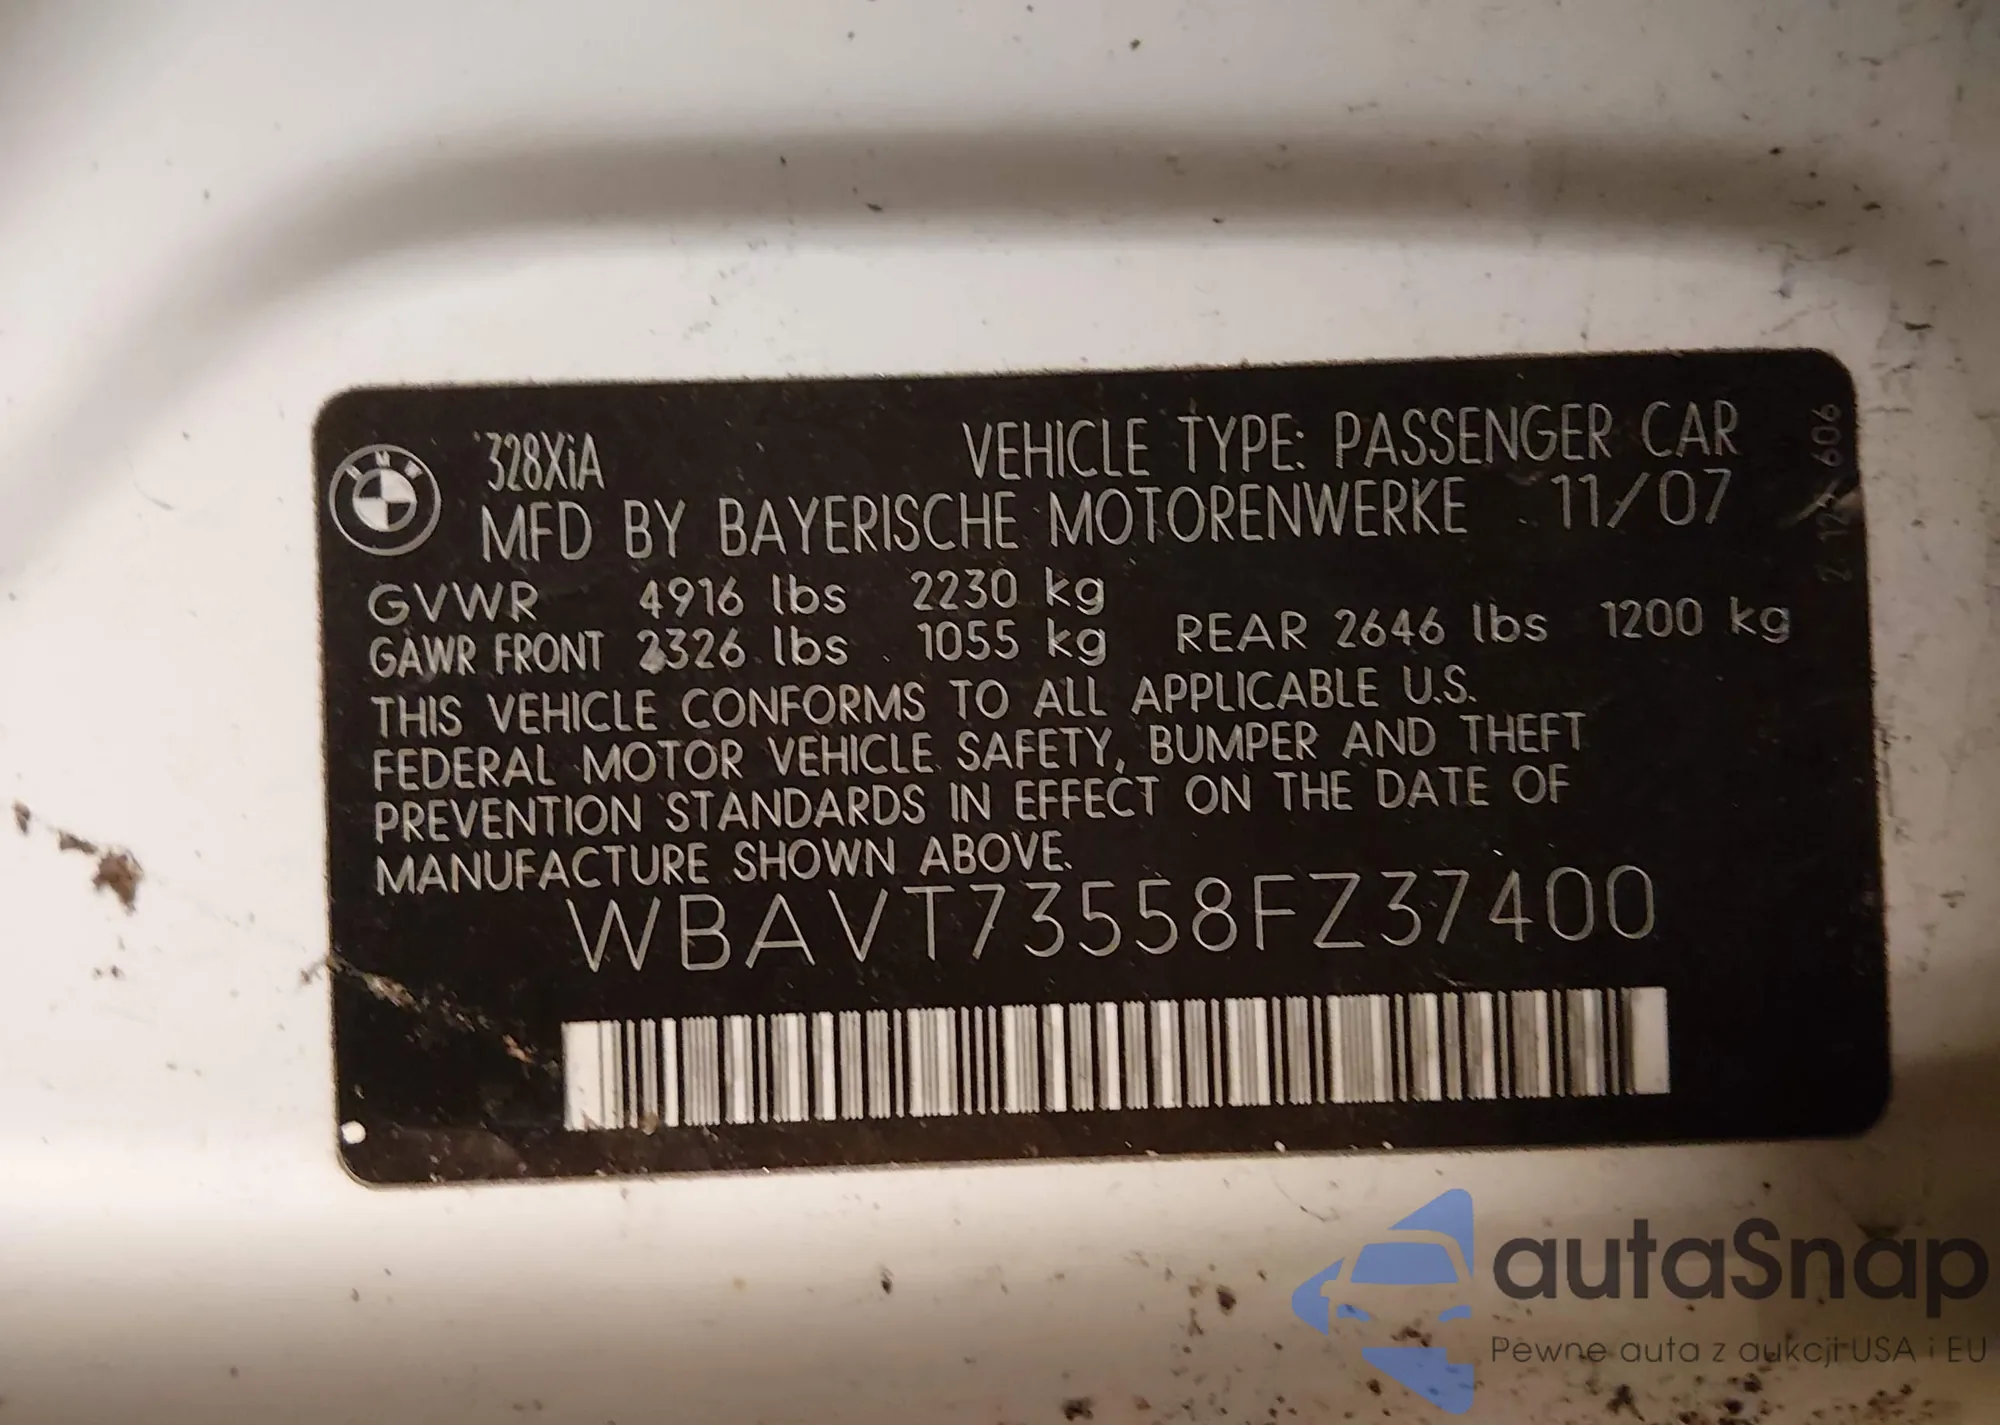 BMW
328XiA
VEHICLE TYPE: PASSENGER CAR
MFD BY BAYERISCHE MOTORENWERKE 11/07
GVWR 4916 lbs 2230 kg
GAWR FRONT 2326 lbs 1055 kg REAR 2646 lbs 1200 kg
THIS VEHICLE CONFORMS TO ALL APPLICABLE U.S.
FEDERAL MOTOR VEHICLE SAFETY, BUMPER AND THEFT
PREVENTION STANDARDS IN EFFECT ON THE DATE OF
MANUFACTURE SHOWN ABOVE.
WBAVT73558FZ37400
606
autaSnap
Pewne auta z aukcji USA i EU